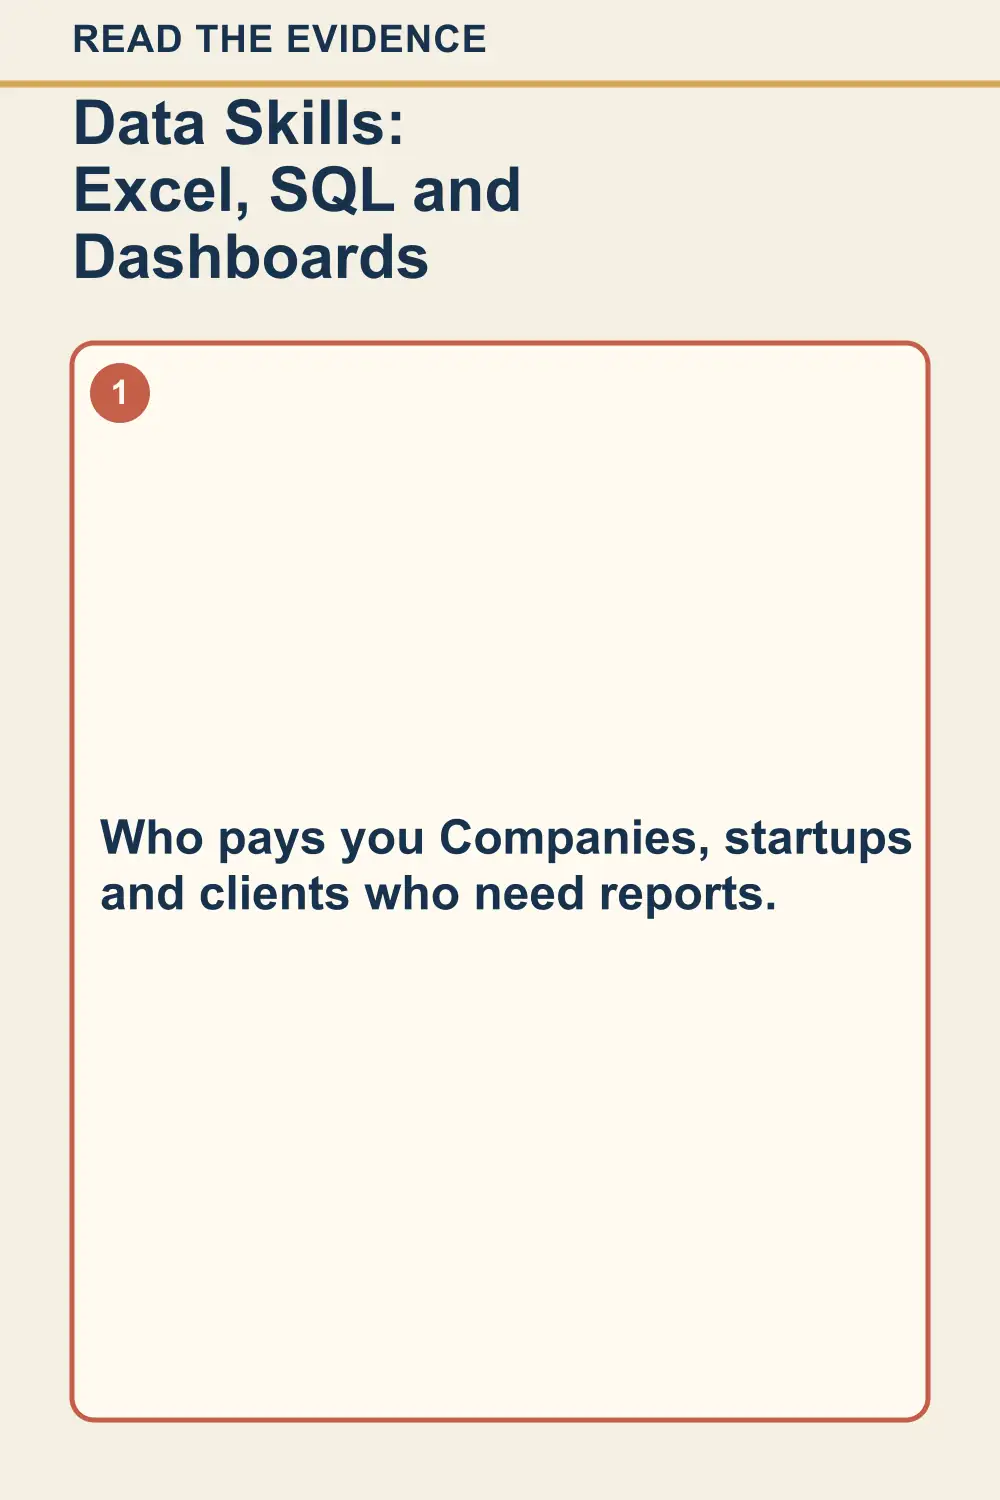 READ THE EVIDENCE
Data Skills:
Excel, SQL and
Dashboards
1
Who pays you Companies, startups
and clients who need reports.